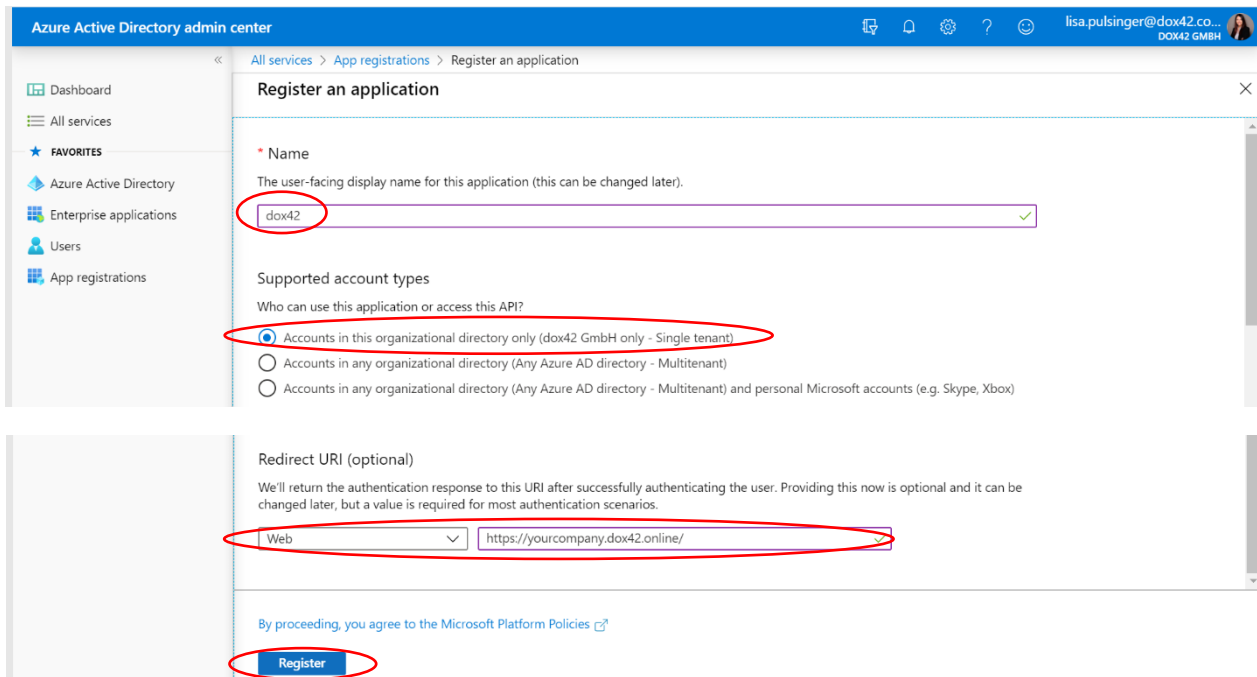 Azure Active Directory admin center
lisa.pulsinger@dox42.co...
DOX42 GMBH
«
All services > App registrations > Register an application
Dashboard
All services
FAVORITES
Azure Active Directory
Enterprise applications
Users
App registrations
Register an application
* Name
The user-facing display name for this application (this can be changed later).
dox42
Supported account types
Who can use this application or access this API?
Accounts in this organizational directory only (dox42 GmbH only - Single tenant)
Accounts in any organizational directory (Any Azure AD directory - Multitenant)
Accounts in any organizational directory (Any Azure AD directory - Multitenant) and personal Microsoft accounts (e.g. Skype, Xbox)
Redirect URI (optional)
We'll return the authentication response to this URI after successfully authenticating the user. Providing this now is optional and it can be
changed later, but a value is required for most authentication scenarios.
Web
https://yourcompany.dox42.online/
By proceeding, you agree to the Microsoft Platform Policies
Register